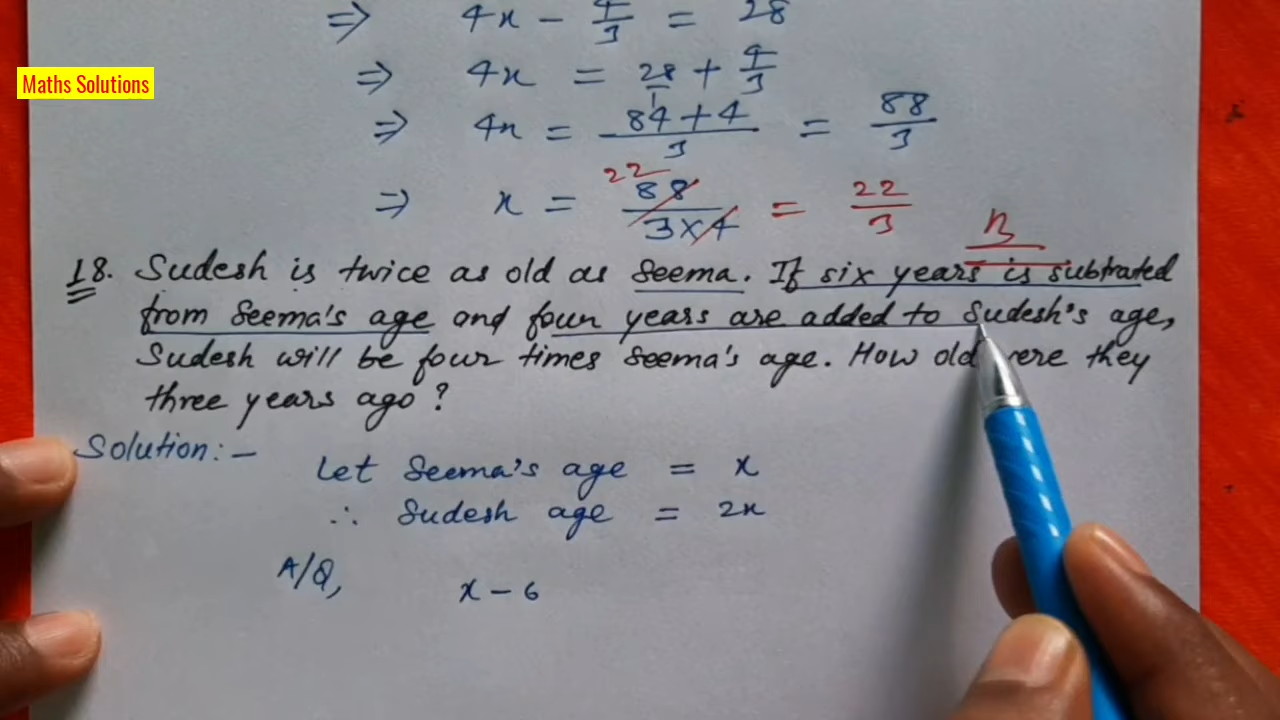 ⇒ 4x - 4/3 = 28
Maths Solutions
⇒ 4x = 28/1 + 4/3
⇒ 4x = (84+4)/3 = 88/3
22
⇒ x = 88/(3×4) = 22/3
B
18. Sudesh is twice as old as Seema. If six years is subtrated
from Seema's age and four years are added to Sudesh's age,
Sudesh will be four times Seema's age. How old were they
three years ago?
Solution:-
Let Seema's age = x
∴ Sudesh age = 2x
A/Q, x - 6